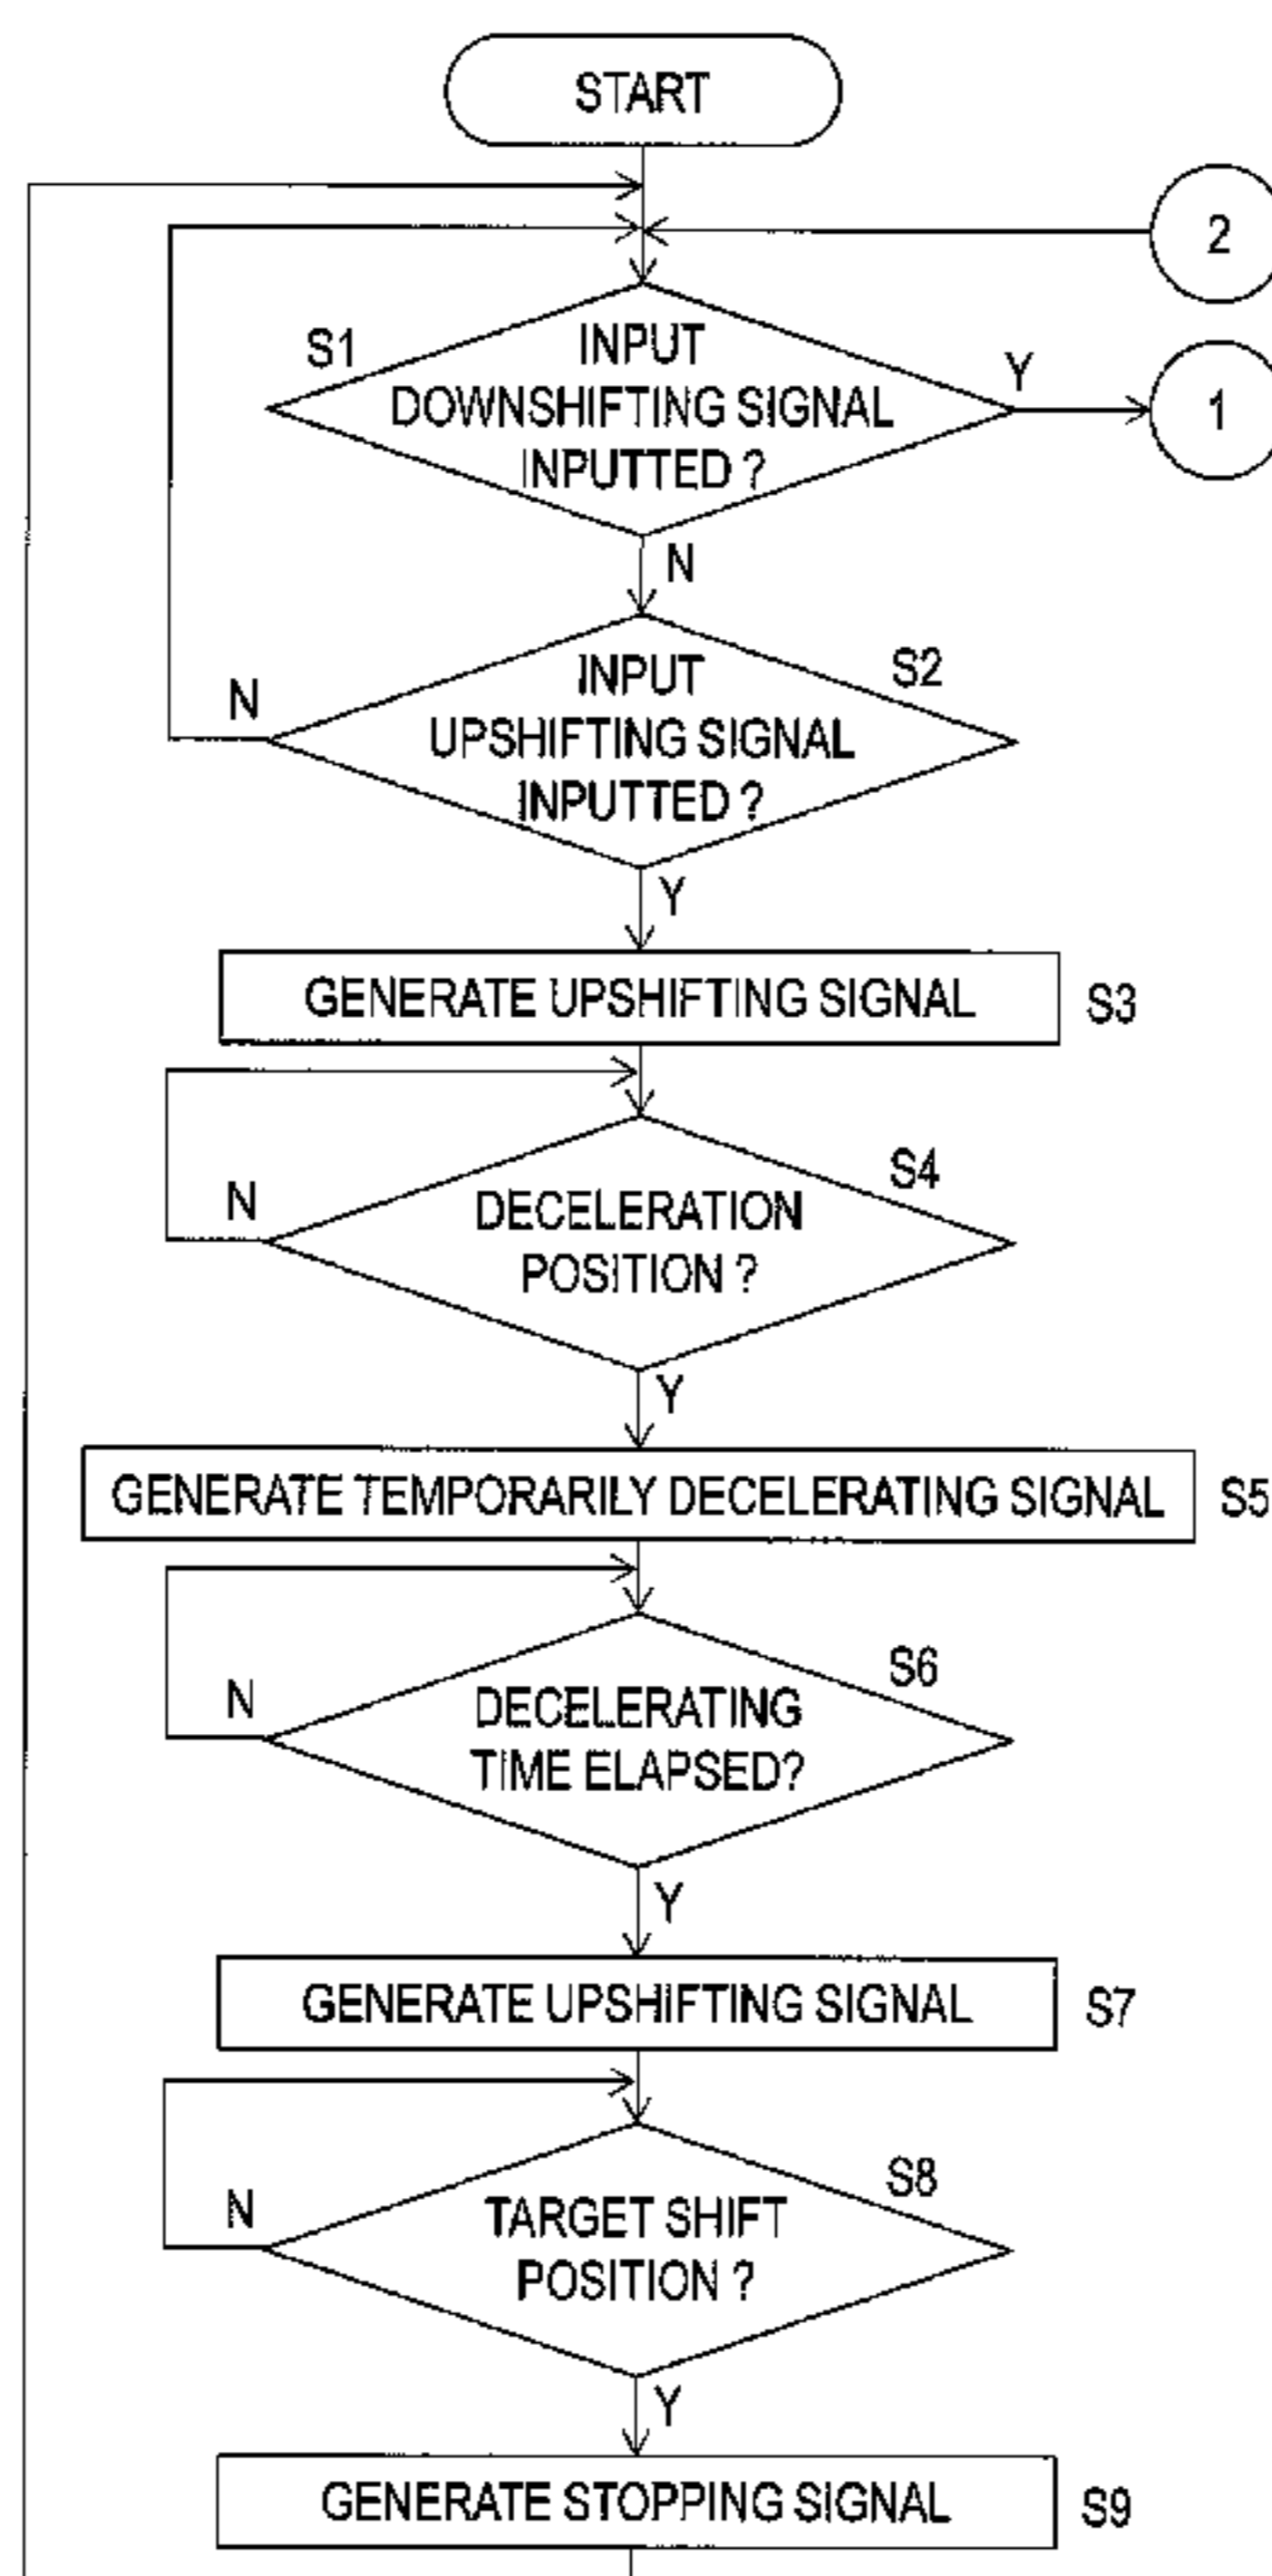 START
2
S1
INPUT
DOWNSHIFTING SIGNAL
INPUTTED ?
Y
1
N
INPUT
UPSHIFTING SIGNAL
INPUTTED ?
S2
N
Y
GENERATE UPSHIFTING SIGNAL
S3
DECELERATION
POSITION ?
S4
N
Y
GENERATE TEMPORARILY DECELERATING SIGNAL
S5
DECELERATING
TIME ELAPSED?
S6
N
Y
GENERATE UPSHIFTING SIGNAL
S7
TARGET SHIFT
POSITION ?
S8
N
Y
GENERATE STOPPING SIGNAL
S9